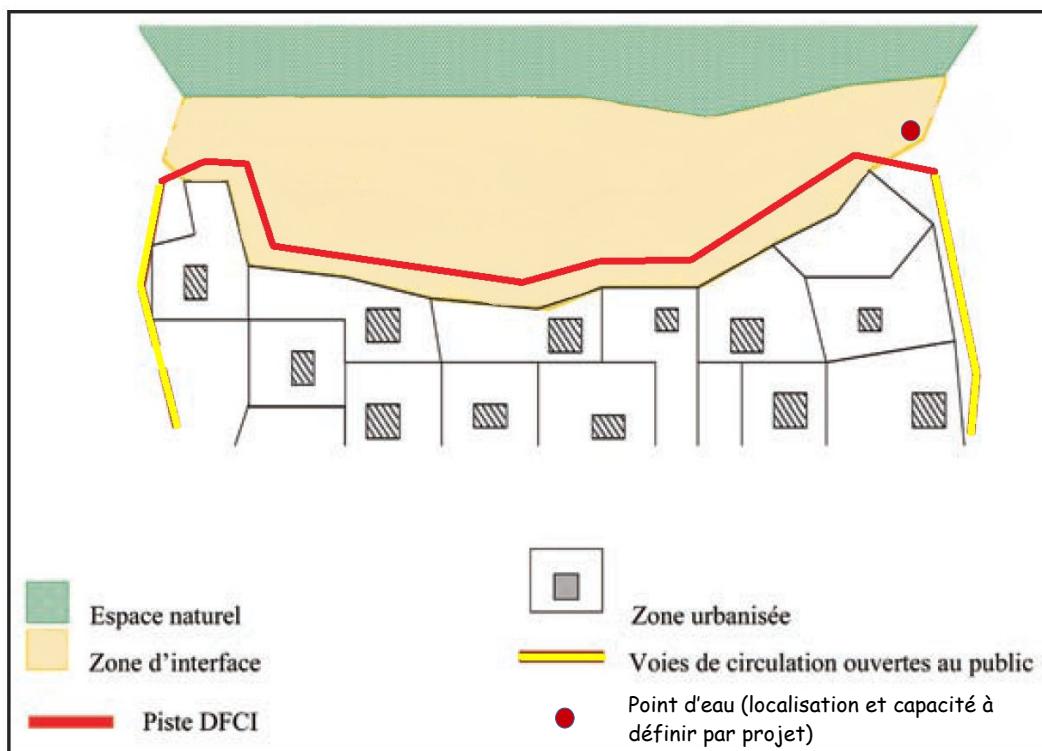 Espace naturel
Zone d'interface
Piste DFCI
Zone urbanisée
Voies de circulation ouvertes au public
Point d'eau (localisation et capacité à
définir par projet)